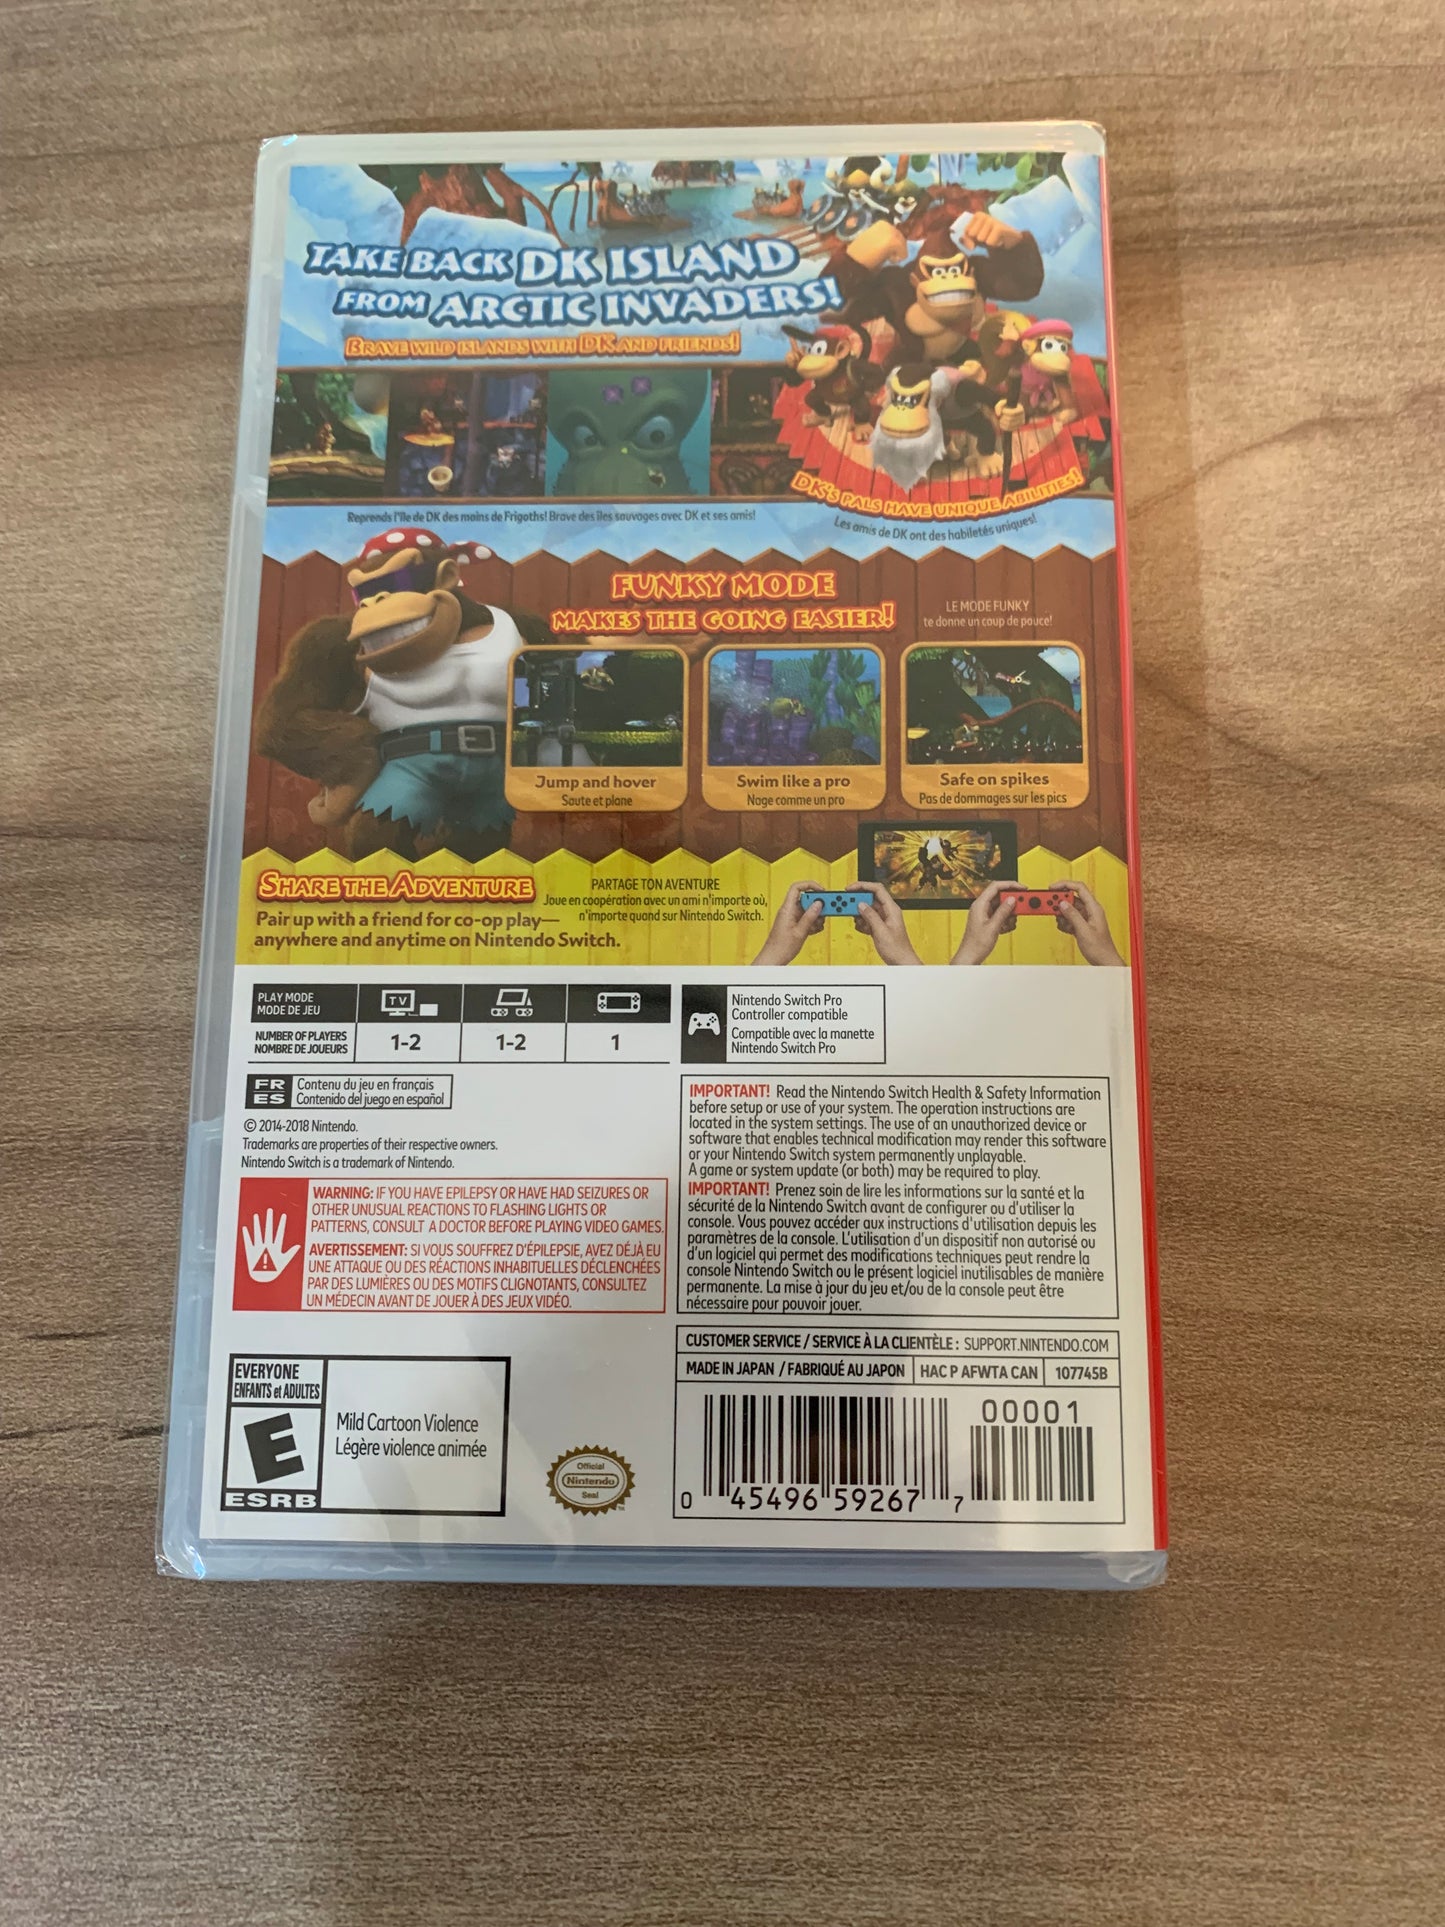 TAKE BACK DK ISLAND
FROM ARCTIC INVADERS!
BRAVE WILD ISLANDS WITH DK AND FRIENDS!
DK'S PALS HAVE UNIQUE ABILITIES!
Reprends l'île de DK des mains de Frigoths! Brave des îles sauvages avec DK et ses amis!
Les amis de DK ont des habiletés uniques!
FUNKY MODE
MAKES THE GOING EASIER!
LE MODE FUNKY
te donne un coup de pouce!
Jump and hover
Saute et plane
Swim like a pro
Nage comme un pro
Safe on spikes
Pas de dommages sur les pics
SHARE THE ADVENTURE
Pair up with a friend for co-op play—
anywhere and anytime on Nintendo Switch.
PARTAGE TON AVENTURE
Joue en coopération avec un ami n'importe où,
n'importe quand sur Nintendo Switch.
PLAY MODE
MODE DE JEU
TV
NUMBER OF PLAYERS
NOMBRE DE JOUEURS
1-2
1-2
1
Nintendo Switch Pro
Controller compatible
Compatible avec la manette
Nintendo Switch Pro
FR
ES
Contenu du jeu en français
Contenido del juego en español
© 2014-2018 Nintendo.
Trademarks are properties of their respective owners.
Nintendo Switch is a trademark of Nintendo.
WARNING: IF YOU HAVE EPILEPSY OR HAVE HAD SEIZURES OR
OTHER UNUSUAL REACTIONS TO FLASHING LIGHTS OR
PATTERNS, CONSULT A DOCTOR BEFORE PLAYING VIDEO GAMES.
AVERTISSEMENT: SI VOUS SOUFFREZ D'ÉPILEPSIE, AVEZ DÉJÀ EU
UNE ATTAQUE OU DES RÉACTIONS INHABITUELLES DÉCLENCHÉES
PAR DES LUMIÈRES OU DES MOTIFS CLIGNOTANTS, CONSULTEZ
UN MÉDECIN AVANT DE JOUER À DES JEUX VIDÉO.
IMPORTANT! Read the Nintendo Switch Health & Safety Information
before setup or use of your system. The operation instructions are
located in the system settings. The use of an unauthorized device or
software that enables technical modification may render this software
or your Nintendo Switch system permanently unplayable.
A game or system update (or both) may be required to play.
IMPORTANT! Prenez soin de lire les informations sur la santé et la
sécurité de la Nintendo Switch avant de configurer ou d'utiliser la
console. Vous pouvez accéder aux instructions d'utilisation depuis les
paramètres de la console. L'utilisation d'un dispositif non autorisé ou
d'un logiciel qui permet des modifications techniques peut rendre la
console Nintendo Switch ou le présent logiciel inutilisables de manière
permanente. La mise à jour du jeu et/ou de la console peut être
nécessaire pour pouvoir jouer.
CUSTOMER SERVICE / SERVICE À LA CLIENTÈLE : SUPPORT.NINTENDO.COM
MADE IN JAPAN / FABRIQUÉ AU JAPON
HAC P AFWTA CAN
107745B
EVERYONE
ENFANTS et ADULTES
E
ESRB
Mild Cartoon Violence
Légère violence animée
Official
Nintendo
Seal
TM
00001
0 45496 59267 7